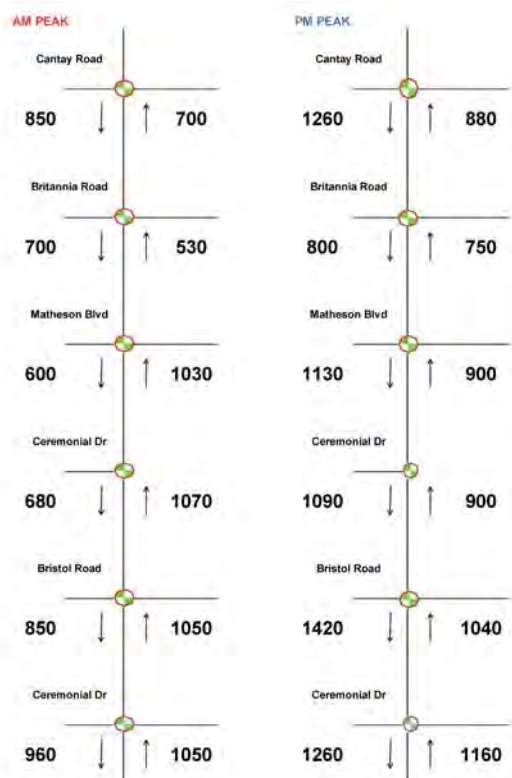 AM PEAK
Cantay Road
850 700
Britannia Road
700 530
Matheson Blvd
600 1030
Ceremonial Dr
680 1070
Bristol Road
850 1050
Ceremonial Dr
960 1050
PM PEAK
Cantay Road
1260 880
Britannia Road
800 750
Matheson Blvd
1130 900
Ceremonial Dr
1090 900
Bristol Road
1420 1040
Ceremonial Dr
1260 1160